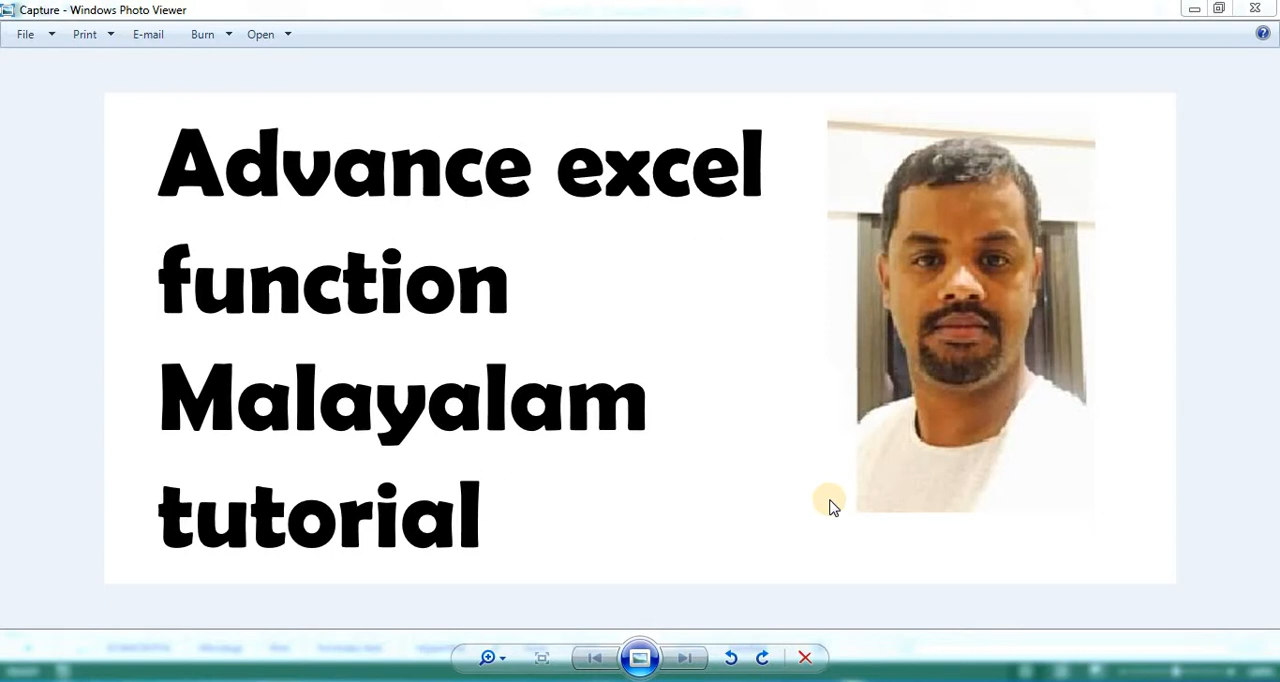 Capture - Windows Photo Viewer
File Print E-mail Burn Open
Advance excel
function
Malayalam
tutorial